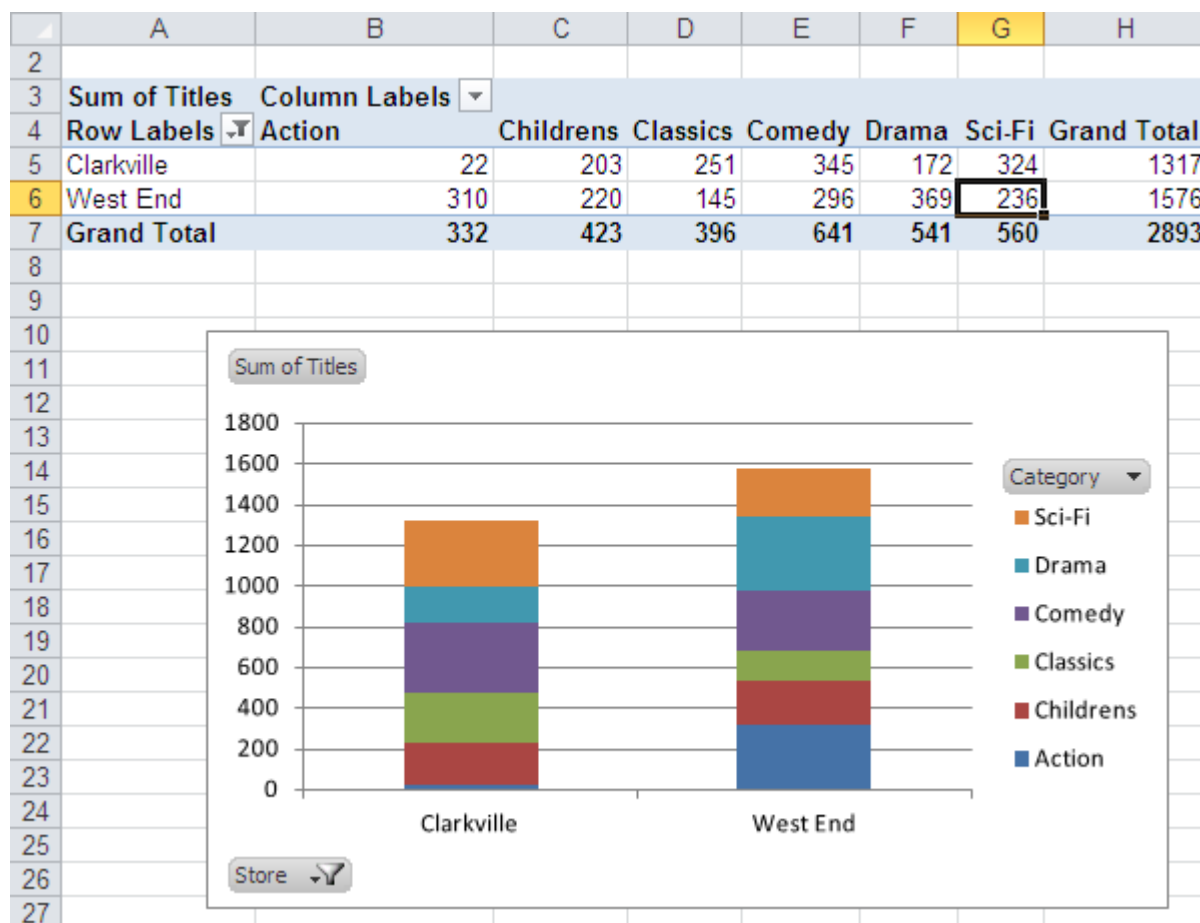 A B C D E F G H
2
3 Sum of Titles Column Labels
4 Row Labels Action Childrens Classics Comedy Drama Sci-Fi Grand Total
5 Clarkville 22 203 251 345 172 324 1317
6 West End 310 220 145 296 369 236 1576
7 Grand Total 332 423 396 641 541 560 2893
8
9
10
11 Sum of Titles
12
1800
13
1600
14
Category
1400
15
Sci-Fi
16
1200
Drama
17
1000
18
800
Comedy
19
600
20
Classics
21
400
Childrens
22
200
Action
23
0
24
Clarkville West End
25
26 Store
27